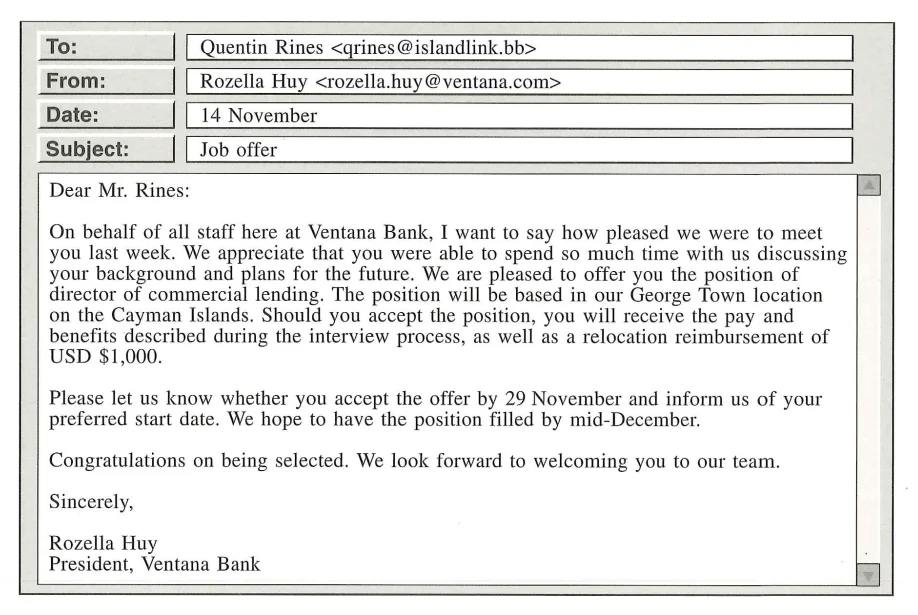 To: Quentin Rines <qrines@islandlink.bb>
From: Rozella Huy <rozella.huy@ventana.com>
Date: 14 November
Subject: Job offer
Dear Mr. Rines:
On behalf of all staff here at Ventana Bank, I want to say how pleased we were to meet
you last week. We appreciate that you were able to spend so much time with us discussing
your background and plans for the future. We are pleased to offer you the position of
director of commercial lending. The position will be based in our George Town location
on the Cayman Islands. Should you accept the position, you will receive the pay and
benefits described during the interview process, as well as a relocation reimbursement of
USD $1,000.
Please let us know whether you accept the offer by 29 November and inform us of your
preferred start date. We hope to have the position filled by mid-December.
Congratulations on being selected. We look forward to welcoming you to our team.
Sincerely,
Rozella Huy
President, Ventana Bank